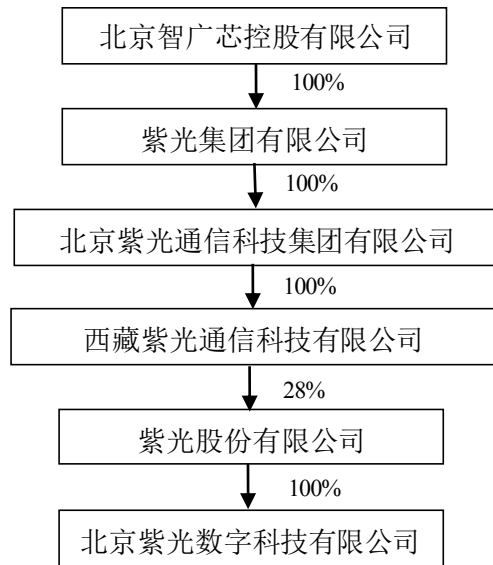 北京智广芯控股有限公司
100%
紫光集团有限公司
100%
北京紫光通信科技集团有限公司
100%
西藏紫光通信科技有限公司
28%
紫光股份有限公司
100%
北京紫光数字科技有限公司